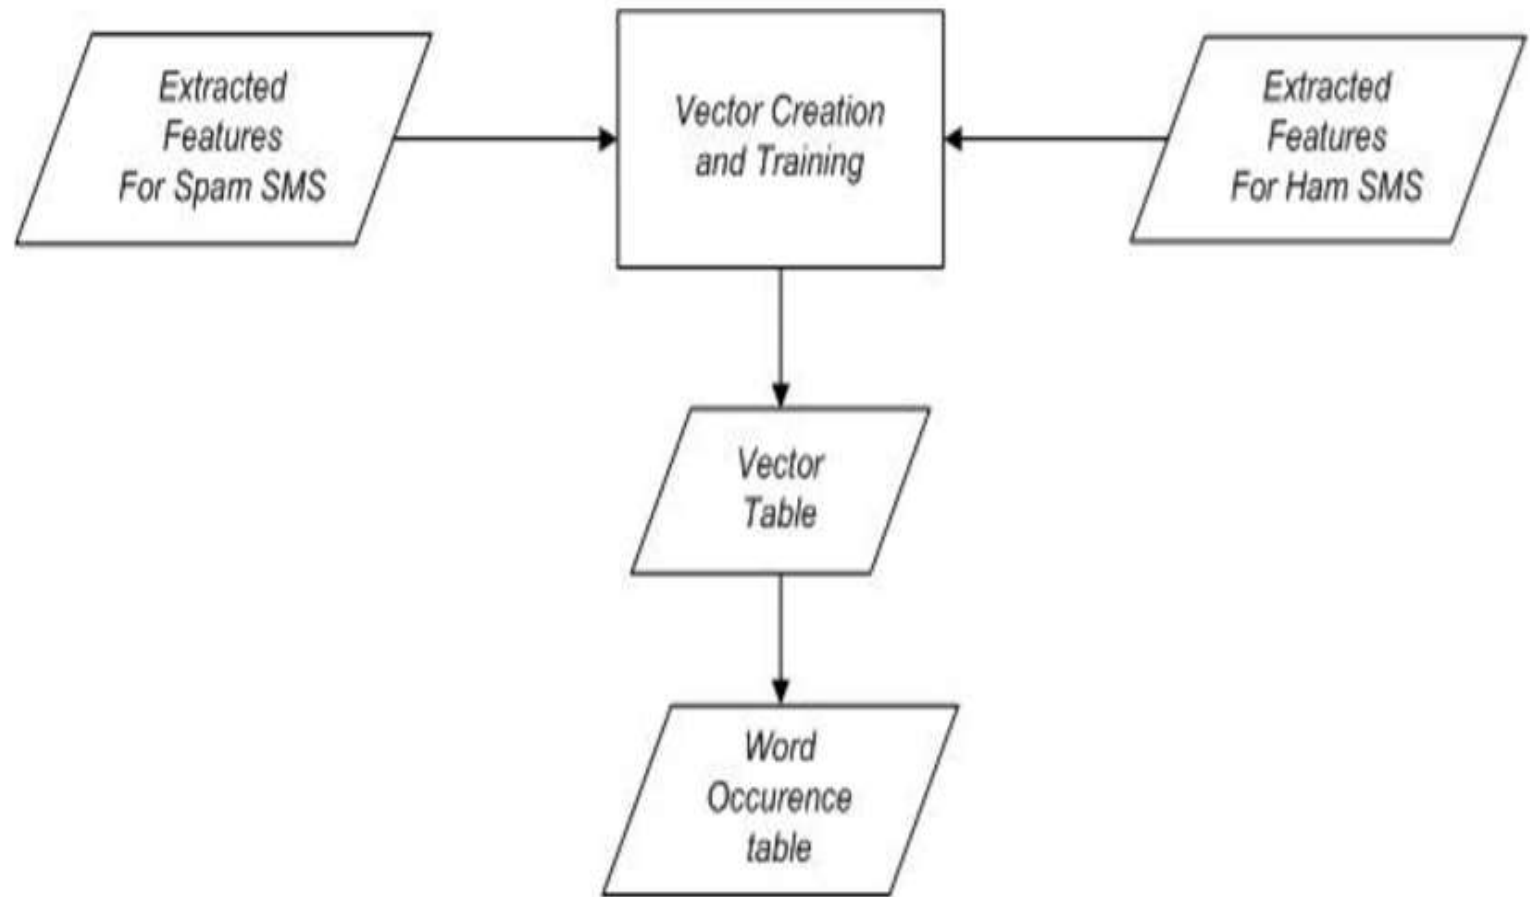 Extracted
Features
For Spam SMS
Vector Creation
and Training
Extracted
Features
For Ham SMS
Vector
Table
Word
Occurence
table